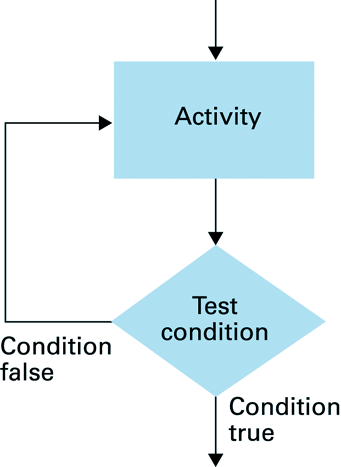 Activity
Test
condition
Condition
false
Condition
true